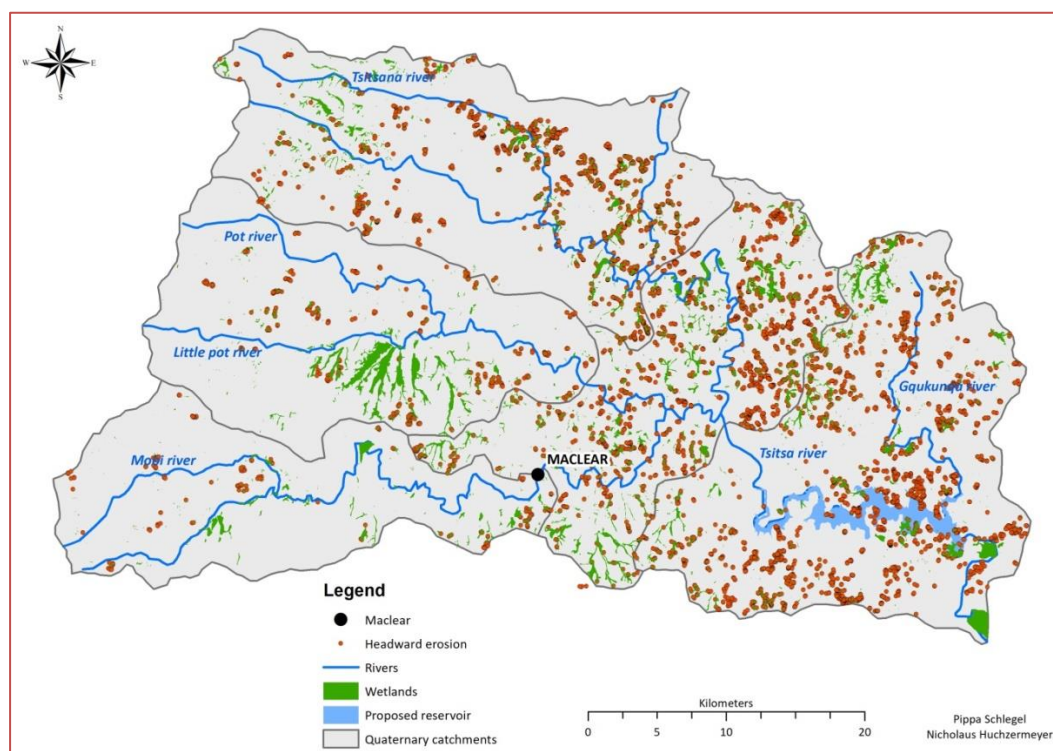 N
W E
S
Tsitsana river
Pot river
Little pot river
Gqukunqa river
Mooi river
MACLEAR
Tsitsa river
Legend
Maclear
Headward erosion
Rivers
Wetlands
Proposed reservoir
Quaternary catchments
Kilometers
0 5 10 20
Pippa Schlegel
Nicholaus Huchzermeyer